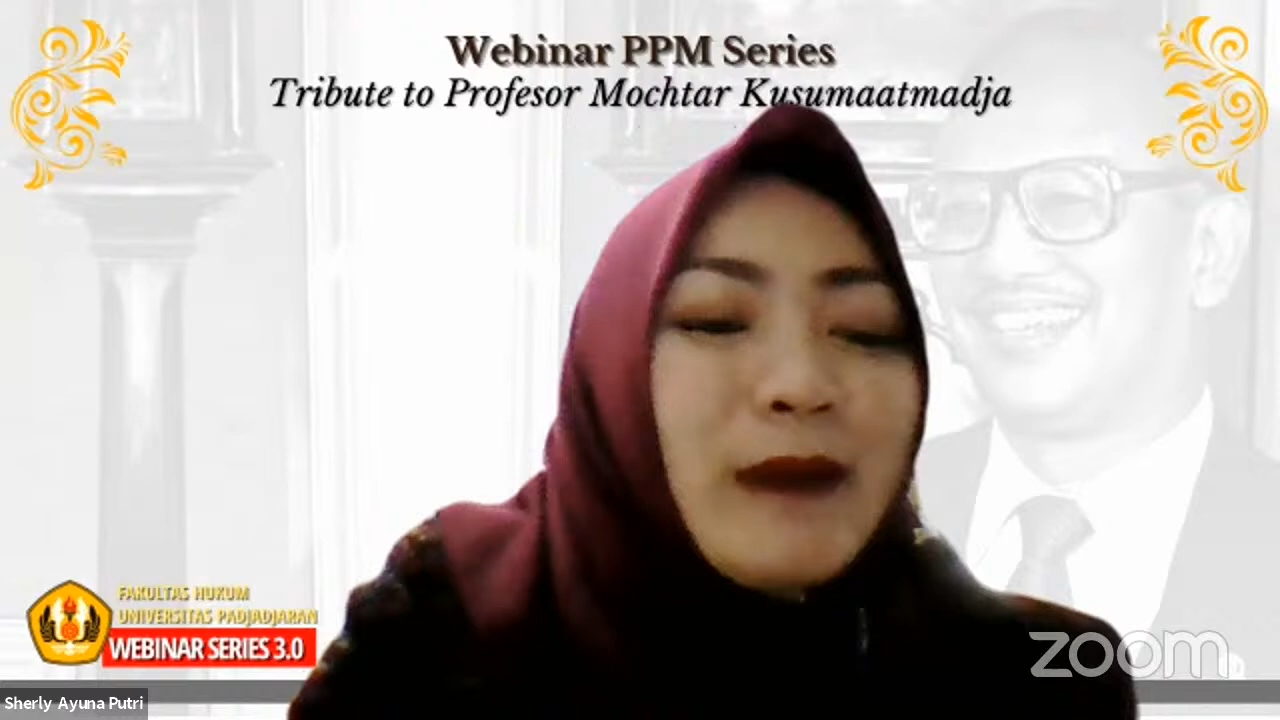 Webinar PPM Series
Tribute to Profesor Mochtar Kusumaatmadja
FAKULTAS HUKUM
UNIVERSITAS PADJADJARAN
WEBINAR SERIES 3.0
zoom
Sherly Ayuna Putri